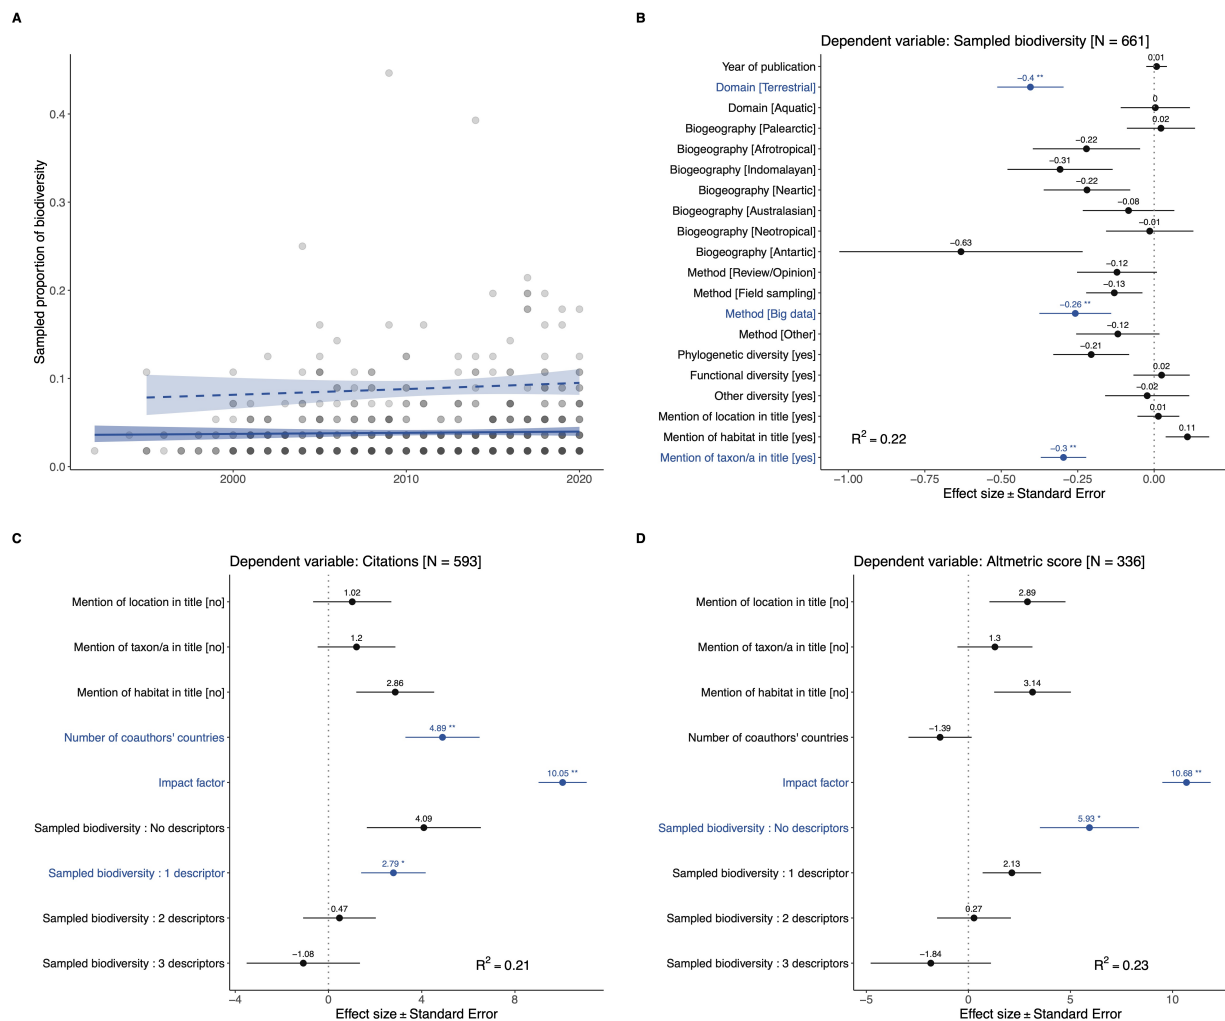 A
Sampled proportion of biodiversity
0.4
0.3
0.2
0.1
0.0
2000
2010
2020
B
Dependent variable: Sampled biodiversity [N = 661]
Year of publication
0.01
Domain [Terrestrial]
−0.4 **
Domain [Aquatic]
0
Biogeography [Palearctic]
0.02
Biogeography [Afrotropical]
−0.22
Biogeography [Indomalayan]
−0.31
Biogeography [Neartic]
−0.22
Biogeography [Australasian]
−0.08
Biogeography [Neotropical]
−0.01
Biogeography [Antartic]
−0.63
Method [Review/Opinion]
−0.12
Method [Field sampling]
−0.13
Method [Big data]
−0.26 **
Method [Other]
−0.12
Phylogenetic diversity [yes]
−0.21
Functional diversity [yes]
0.02
Other diversity [yes]
−0.02
Mention of location in title [yes]
0.01
Mention of habitat in title [yes]
0.11
Mention of taxon/a in title [yes]
−0.3 **
R² = 0.22
−1.00
−0.75
−0.50
−0.25
0.00
Effect size ± Standard Error
C
Dependent variable: Citations [N = 593]
Mention of location in title [no]
1.02
Mention of taxon/a in title [no]
1.2
Mention of habitat in title [no]
2.86
Number of coauthors' countries
4.89 **
Impact factor
10.05 **
Sampled biodiversity : No descriptors
4.09
Sampled biodiversity : 1 descriptor
2.79 *
Sampled biodiversity : 2 descriptors
0.47
Sampled biodiversity : 3 descriptors
−1.08
R² = 0.21
−4
0
4
8
Effect size ± Standard Error
D
Dependent variable: Altmetric score [N = 336]
Mention of location in title [no]
2.89
Mention of taxon/a in title [no]
1.3
Mention of habitat in title [no]
3.14
Number of coauthors' countries
−1.39
Impact factor
10.68 **
Sampled biodiversity : No descriptors
5.93 *
Sampled biodiversity : 1 descriptor
2.13
Sampled biodiversity : 2 descriptors
0.27
Sampled biodiversity : 3 descriptors
−1.84
R² = 0.23
−5
0
5
10
Effect size ± Standard Error